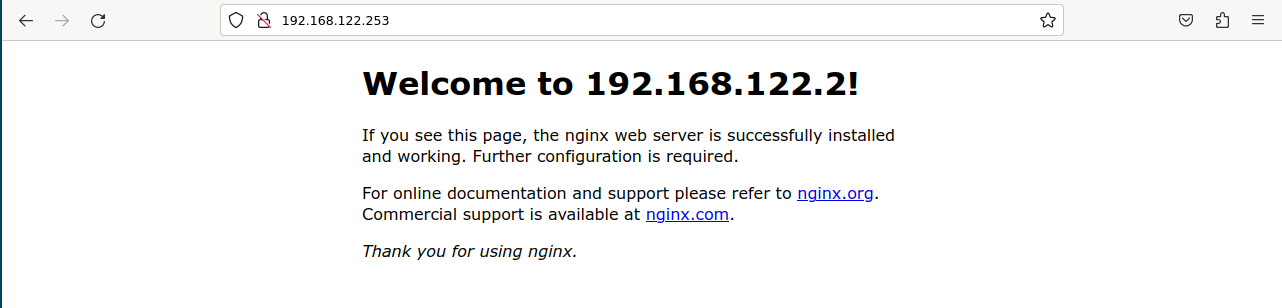 192.168.122.253
Welcome to 192.168.122.2!
If you see this page, the nginx web server is successfully installed
and working. Further configuration is required.
For online documentation and support please refer to nginx.org.
Commercial support is available at nginx.com.
Thank you for using nginx.